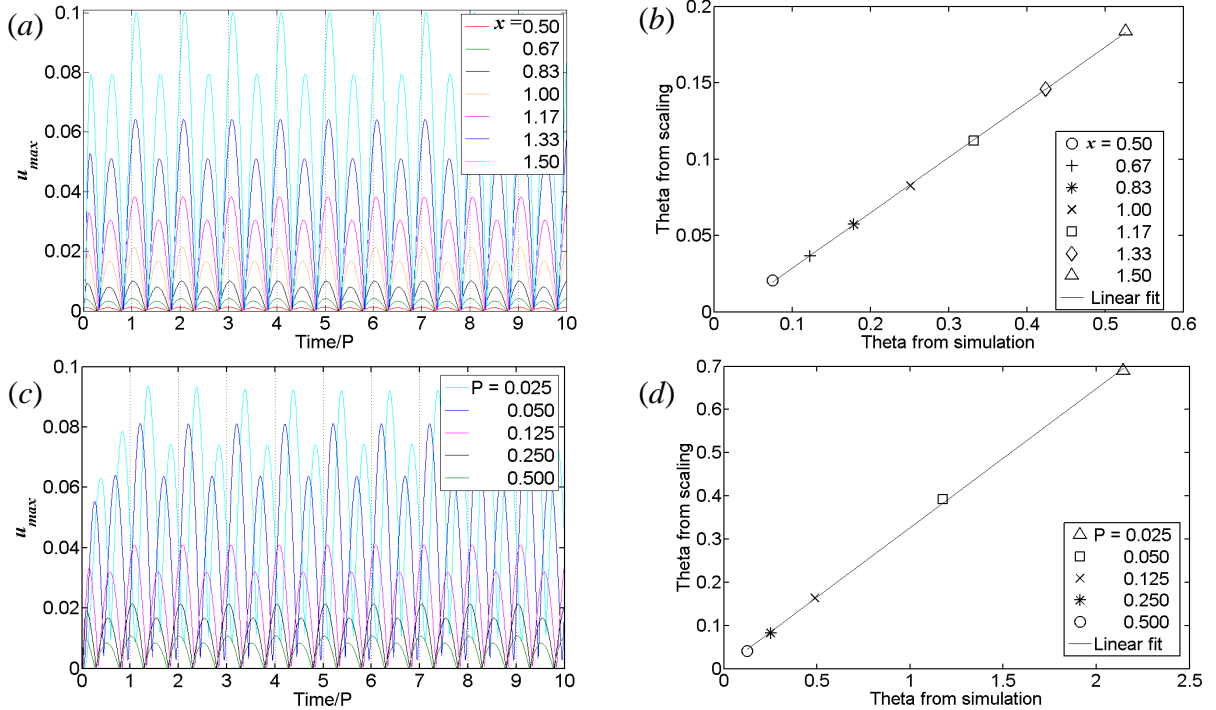 (a)
0.1
0.08
0.06
0.04
0.02
0
u_max
x = 0.50
0.67
0.83
1.00
1.17
1.33
1.50
0 1 2 3 4 5 6 7 8 9 10
Time/P
(b)
0.2
0.15
0.1
0.05
0
Theta from scaling
x = 0.50
0.67
0.83
1.00
1.17
1.33
1.50
Linear fit
0 0.1 0.2 0.3 0.4 0.5 0.6
Theta from simulation
(c)
0.1
0.08
0.06
0.04
0.02
0
u_max
P = 0.025
0.050
0.125
0.250
0.500
0 1 2 3 4 5 6 7 8 9 10
Time/P
(d)
0.7
0.6
0.5
0.4
0.3
0.2
0.1
0
Theta from scaling
P = 0.025
0.050
0.125
0.250
0.500
Linear fit
0 0.5 1 1.5 2 2.5
Theta from simulation